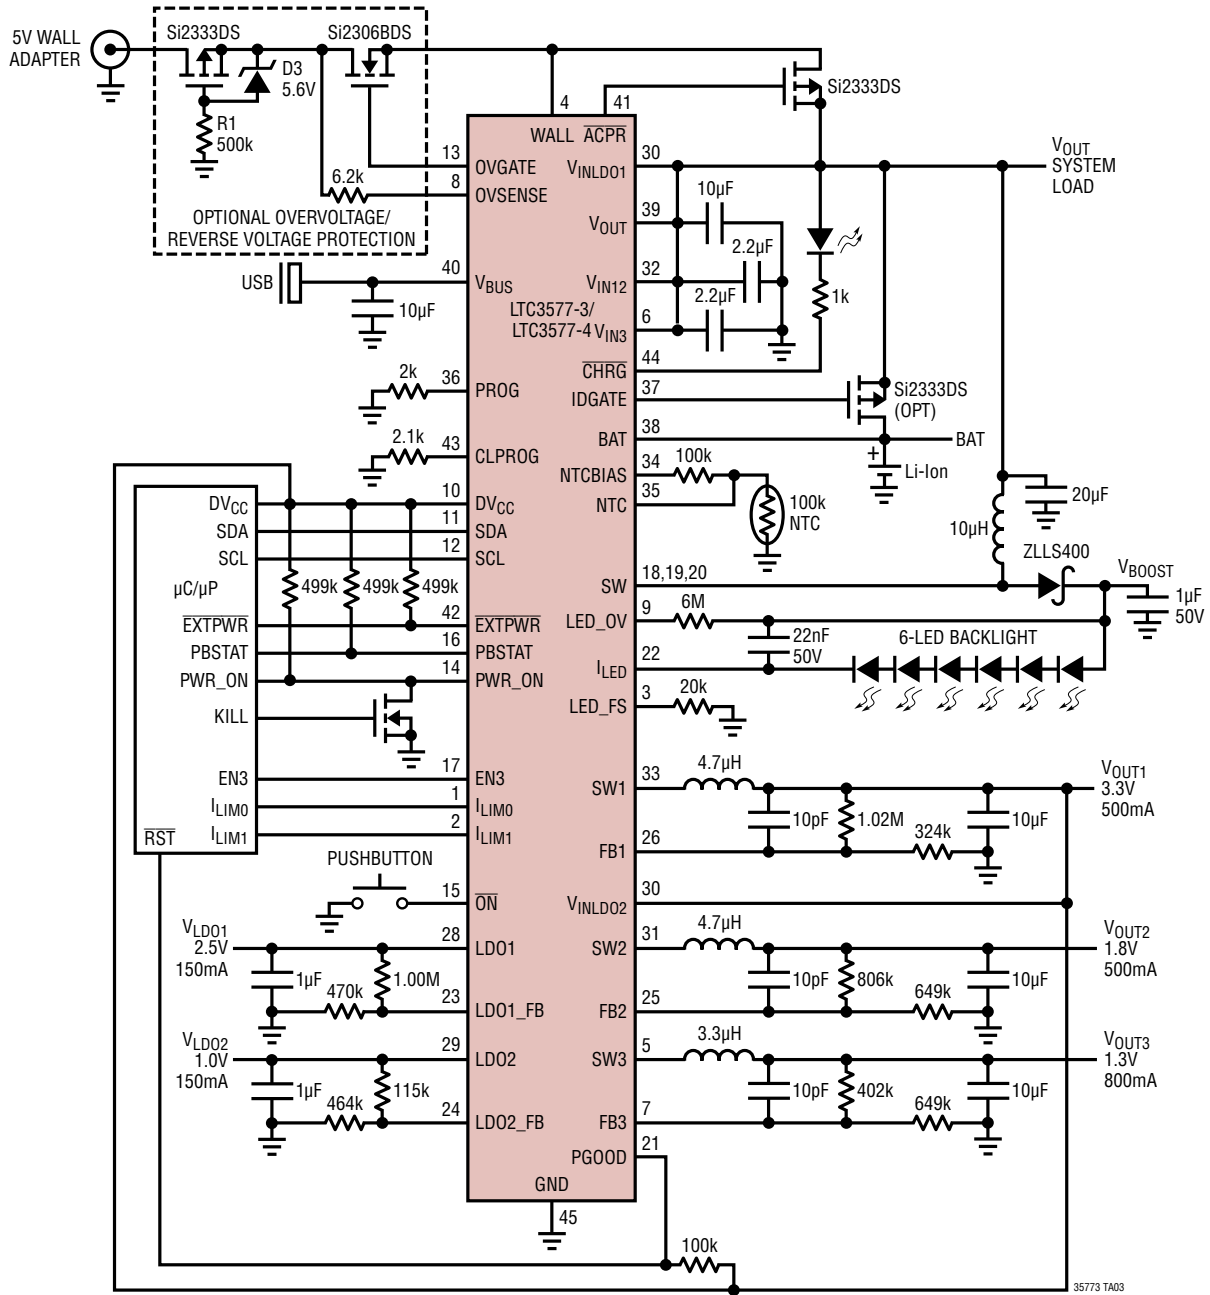 5V WALL
ADAPTER
Si2333DS
Si2306BDS
D3
5.6V
R1
500k
6.2k
OPTIONAL OVERVOLTAGE/
REVERSE VOLTAGE PROTECTION
Si2333DS
4
41
WALL
ACPR
13
OVGATE
8
OVSENSE
VINLDO1
30
VOUT
SYSTEM
LOAD
10µF
39
VOUT
2.2µF
32
VIN12
2.2µF
6
VIN3
1k
USB
40
VBUS
10µF
LTC3577-3/
LTC3577-4
44
CHRG
37
IDGATE
Si2333DS
(OPT)
2k
36
PROG
38
BAT
BAT
+
Li-Ion
2.1k
43
CLPROG
34
NTCBIAS
100k
35
NTC
100k
NTC
20µF
10µH
ZLLS400
VBOOST
1µF
50V
DVCC
10
DVCC
SDA
11
SDA
SCL
12
SCL
µC/µP
499k
499k
499k
EXTPWR
42
EXTPWR
PBSTAT
16
PBSTAT
PWR_ON
14
PWR_ON
KILL
EN3
17
EN3
ILIM0
1
ILIM0
ILIM1
2
ILIM1
RST
SW
18,19,20
LED_OV
9
6M
22nF
50V
6-LED BACKLIGHT
ILED
22
LED_FS
3
20k
SW1
33
4.7µH
VOUT1
3.3V
500mA
10pF
1.02M
324k
10µF
FB1
26
PUSHBUTTON
15
ON
VINLDO2
30
VLDO1
2.5V
150mA
28
LDO1
1µF
470k
1.00M
23
LDO1_FB
SW2
31
4.7µH
VOUT2
1.8V
500mA
10pF
806k
649k
10µF
FB2
25
VLDO2
1.0V
150mA
29
LDO2
1µF
464k
115k
24
LDO2_FB
SW3
5
3.3µH
VOUT3
1.3V
800mA
10pF
402k
649k
10µF
FB3
7
PGOOD
21
GND
45
100k
35773 TA03